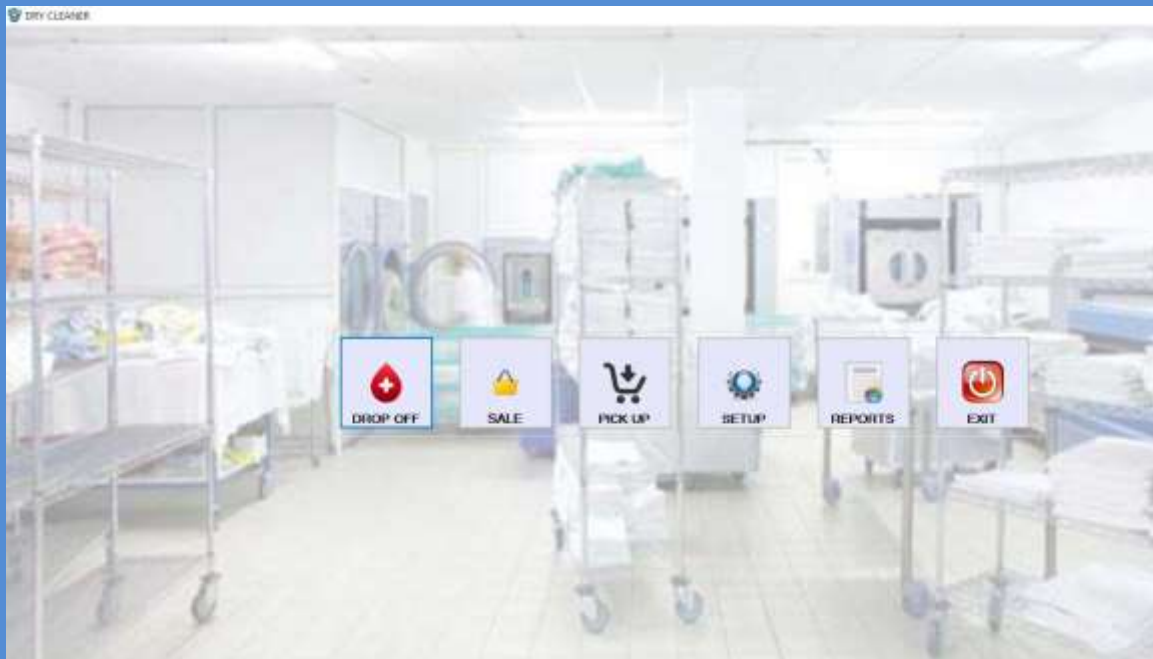 DRY CLEANER
DROP OFF
SALE
PICK UP
SETUP
REPORTS
EXIT